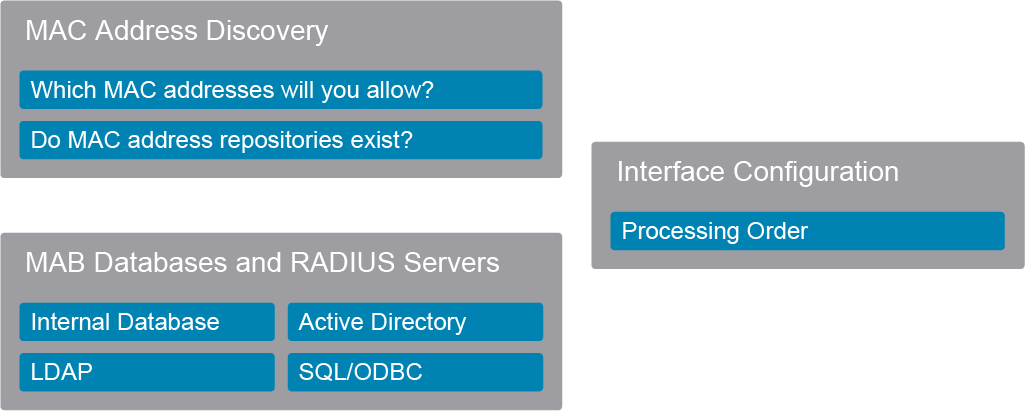 MAC Address Discovery
Which MAC addresses will you allow?
Do MAC address repositories exist?
MAB Databases and RADIUS Servers
Internal Database
Active Directory
LDAP
SQL/ODBC
Interface Configuration
Processing Order